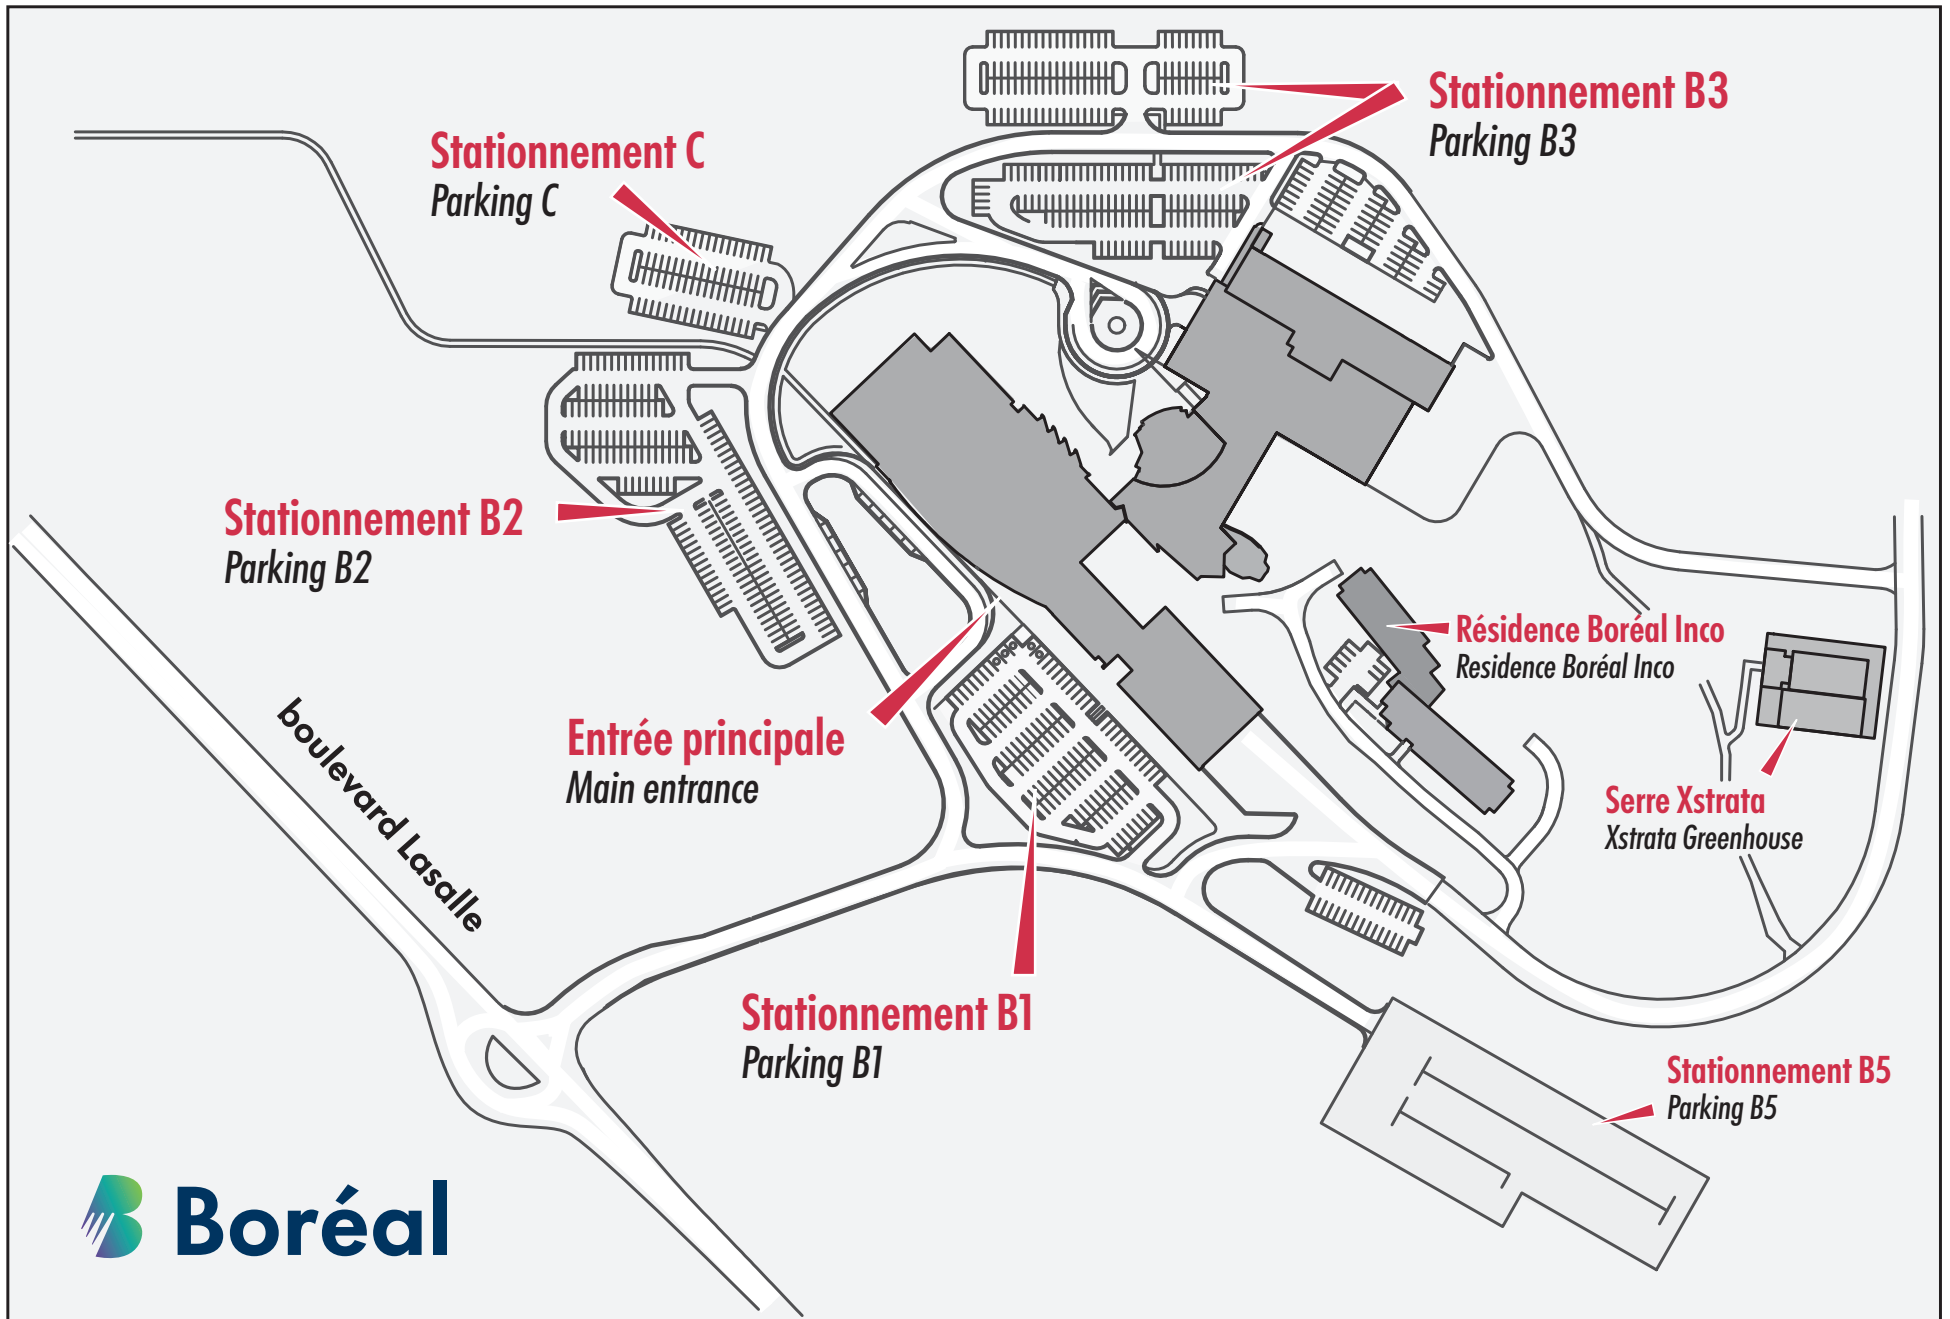 Stationnement B3
Parking B3
Stationnement C
Parking C
Stationnement B2
Parking B2
Résidence Boréal Inco
Residence Boréal Inco
Entrée principale
Main entrance
boulevard Lasalle
Serre Xstrata
Xstrata Greenhouse
Stationnement B1
Parking B1
Stationnement B5
Parking B5
Boréal